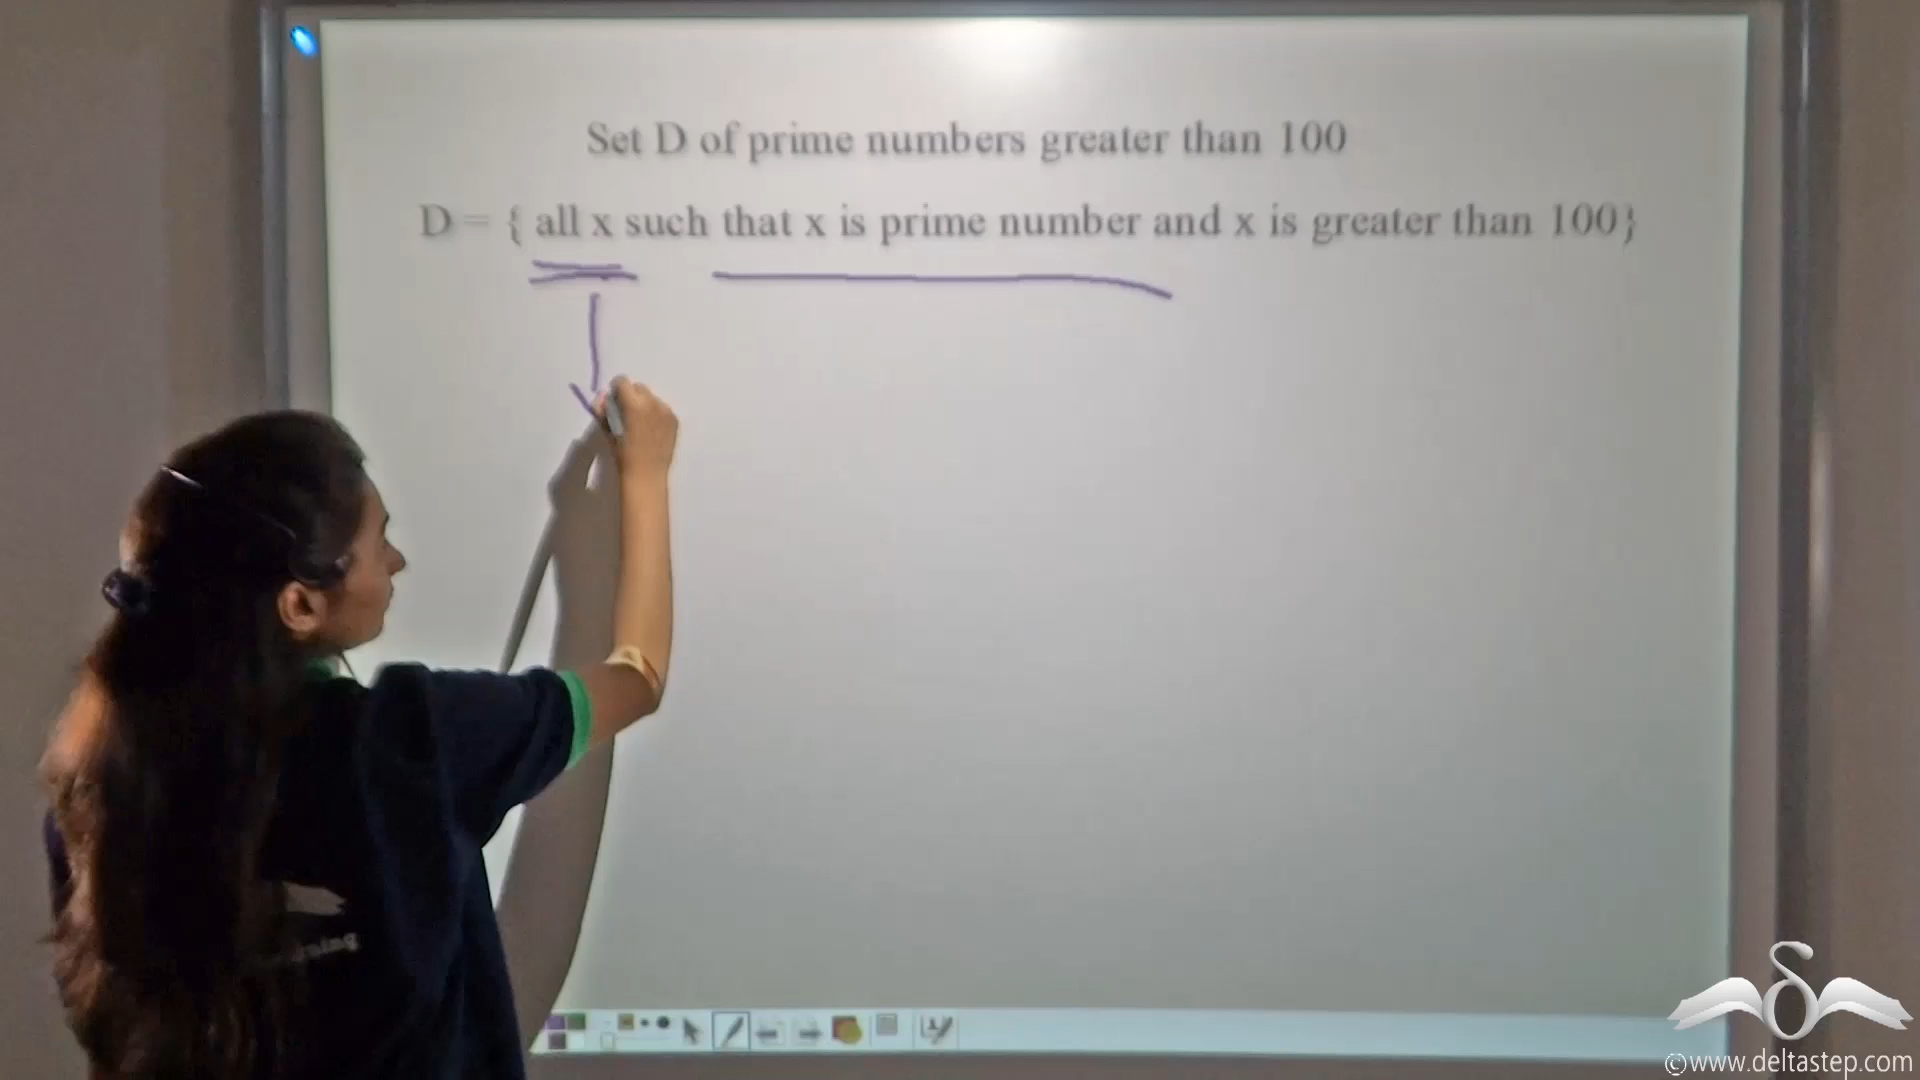 Set D of prime numbers greater than 100
D = { all x such that x is prime number and x is greater than 100}
©www.deltastep.com